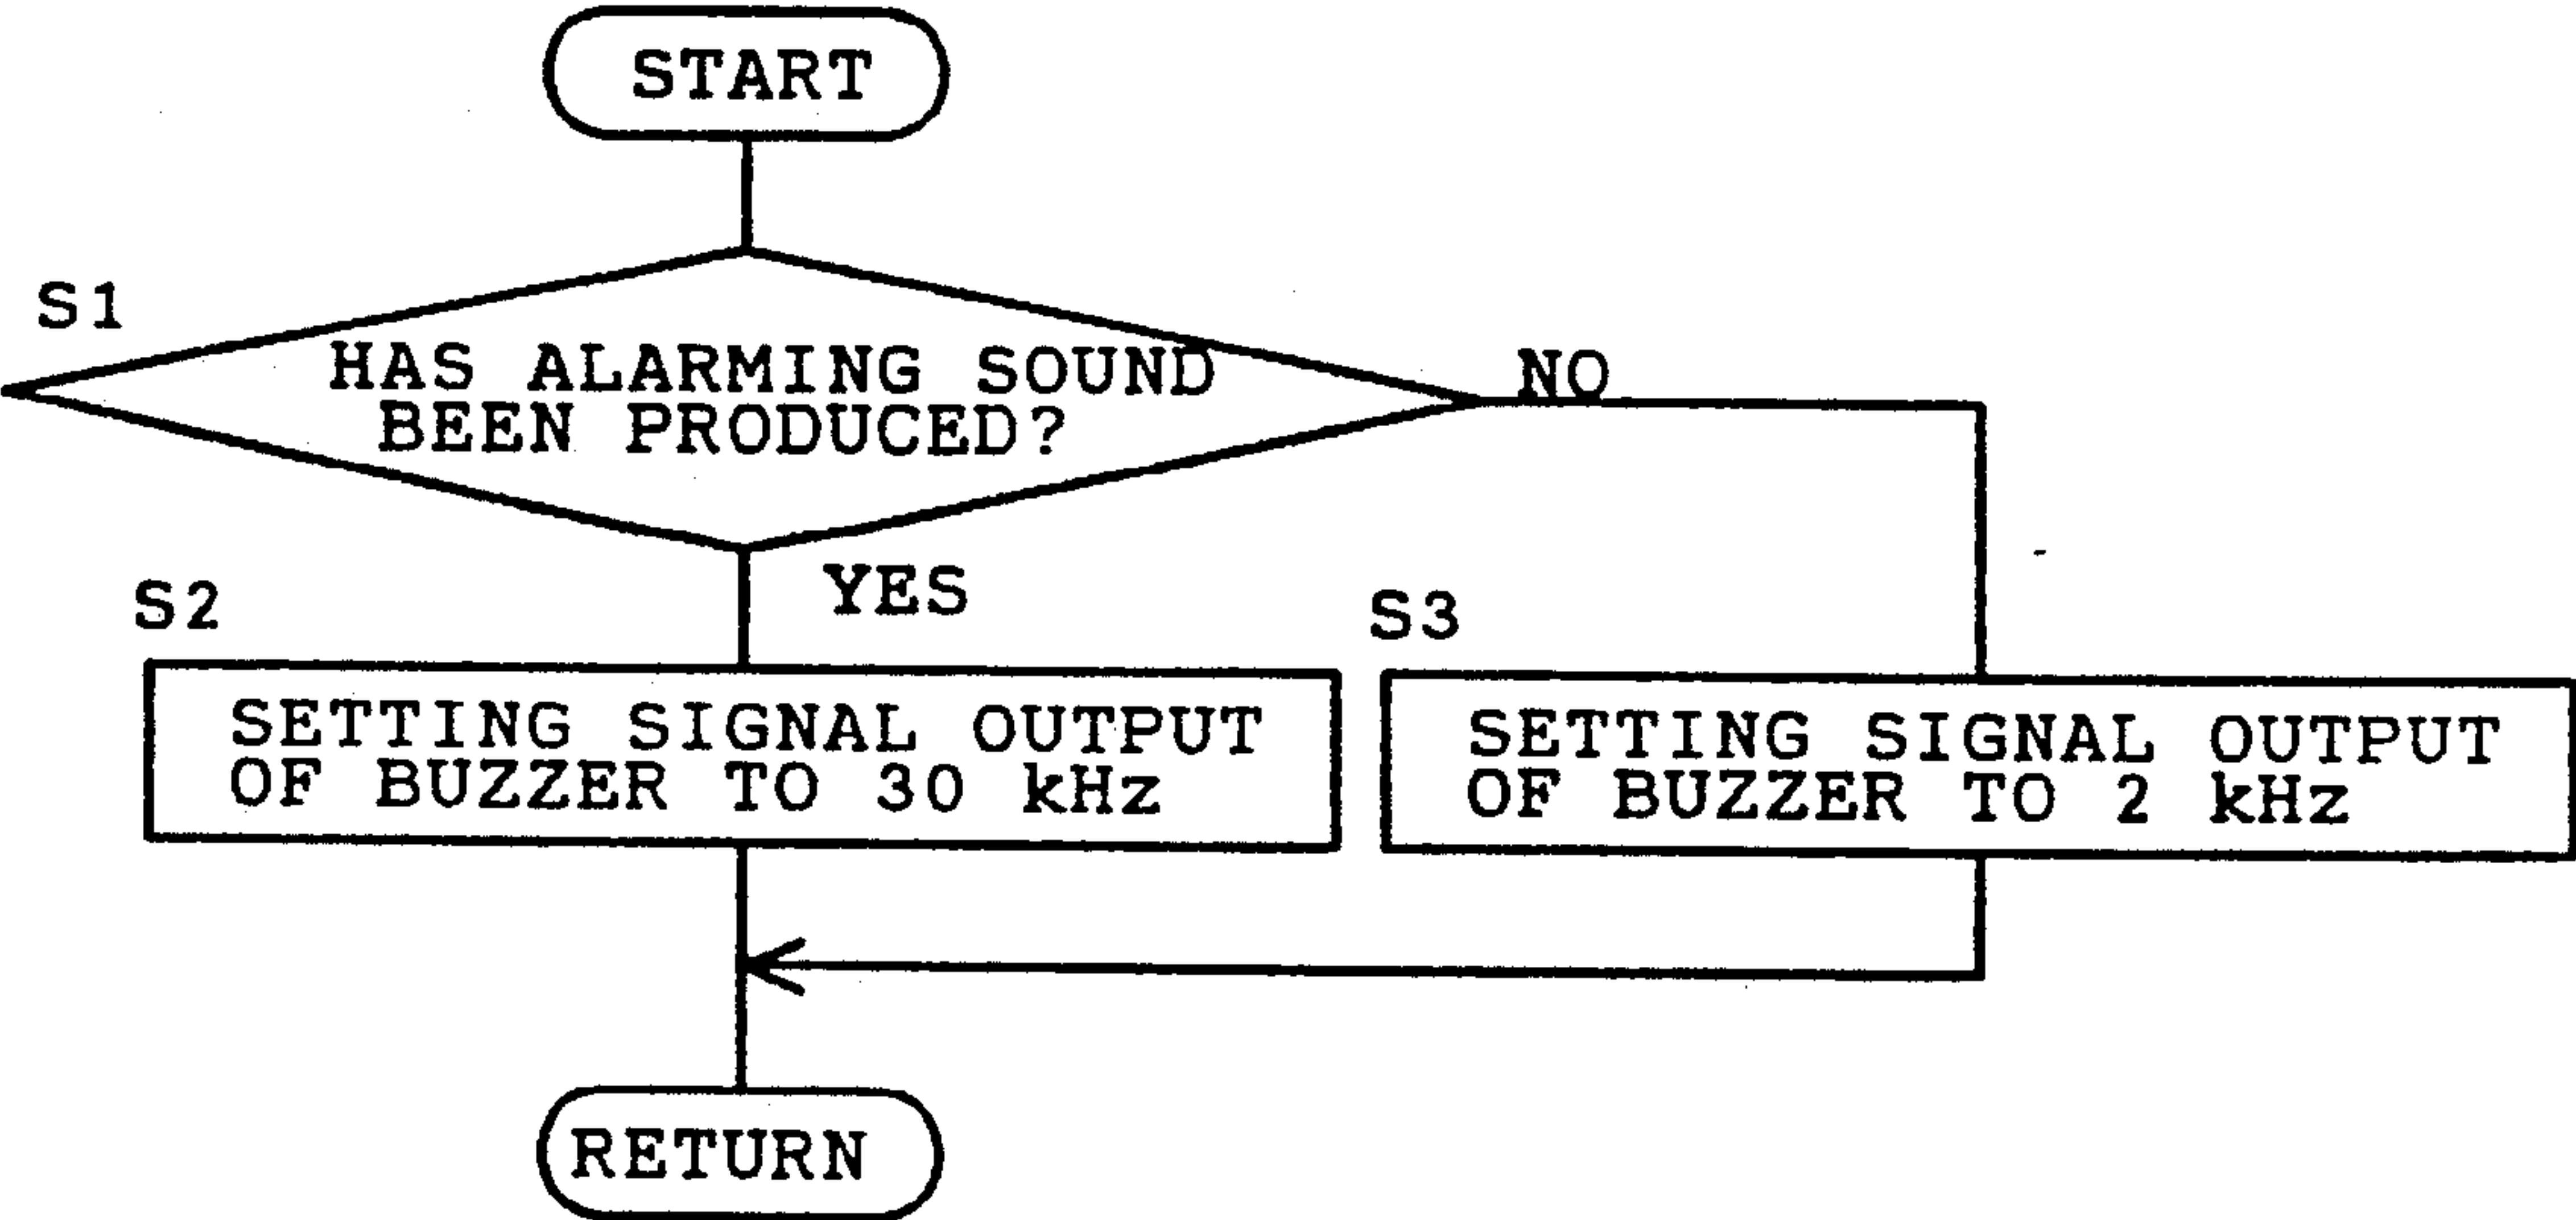 START
S1
HAS ALARMING SOUND
BEEN PRODUCED?
NO
YES
S2
SETTING SIGNAL OUTPUT
OF BUZZER TO 30 kHz
S3
SETTING SIGNAL OUTPUT
OF BUZZER TO 2 kHz
RETURN